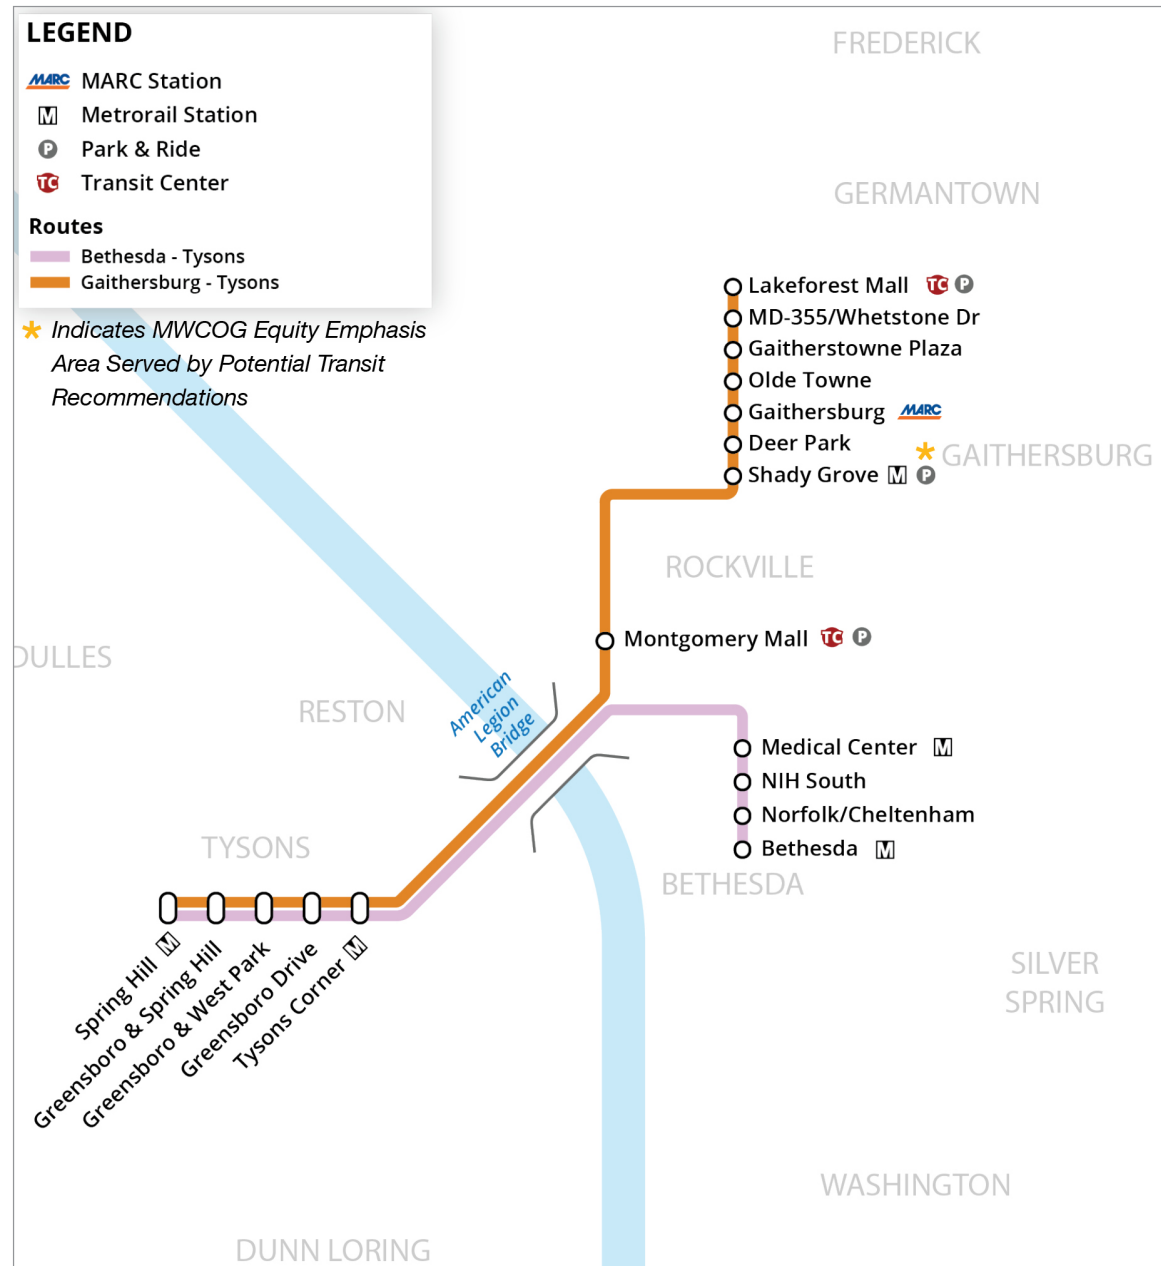 LEGEND
MARC MARC Station
M Metrorail Station
P Park & Ride
TC Transit Center
Routes
Bethesda - Tysons
Gaithersburg - Tysons
* Indicates MWCOG Equity Emphasis
Area Served by Potential Transit
Recommendations
FREDERICK
GERMANTOWN
Lakeforest Mall TC P
MD-355/Whetstone Dr
Gaitherstowne Plaza
Olde Towne
Gaithersburg MARC
Deer Park
* GAITHERSBURG
Shady Grove M P
ROCKVILLE
Montgomery Mall TC P
DULLES
RESTON
American
Legion
Bridge
Medical Center M
NIH South
Norfolk/Cheltenham
Bethesda M
BETHESDA
TYSONS
Spring Hill M
Greensboro & Spring Hill
Greensboro & West Park
Greensboro Drive
Tysons Corner M
SILVER
SPRING
WASHINGTON
DUNN LORING